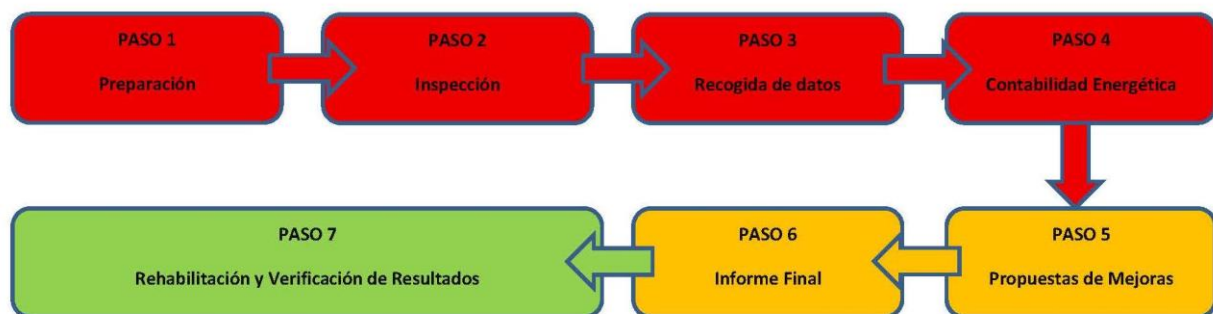 PASO 1
Preparación
PASO 2
Inspección
PASO 3
Recogida de datos
PASO 4
Contabilidad Energética
PASO 5
Propuestas de Mejoras
PASO 6
Informe Final
PASO 7
Rehabilitación y Verificación de Resultados